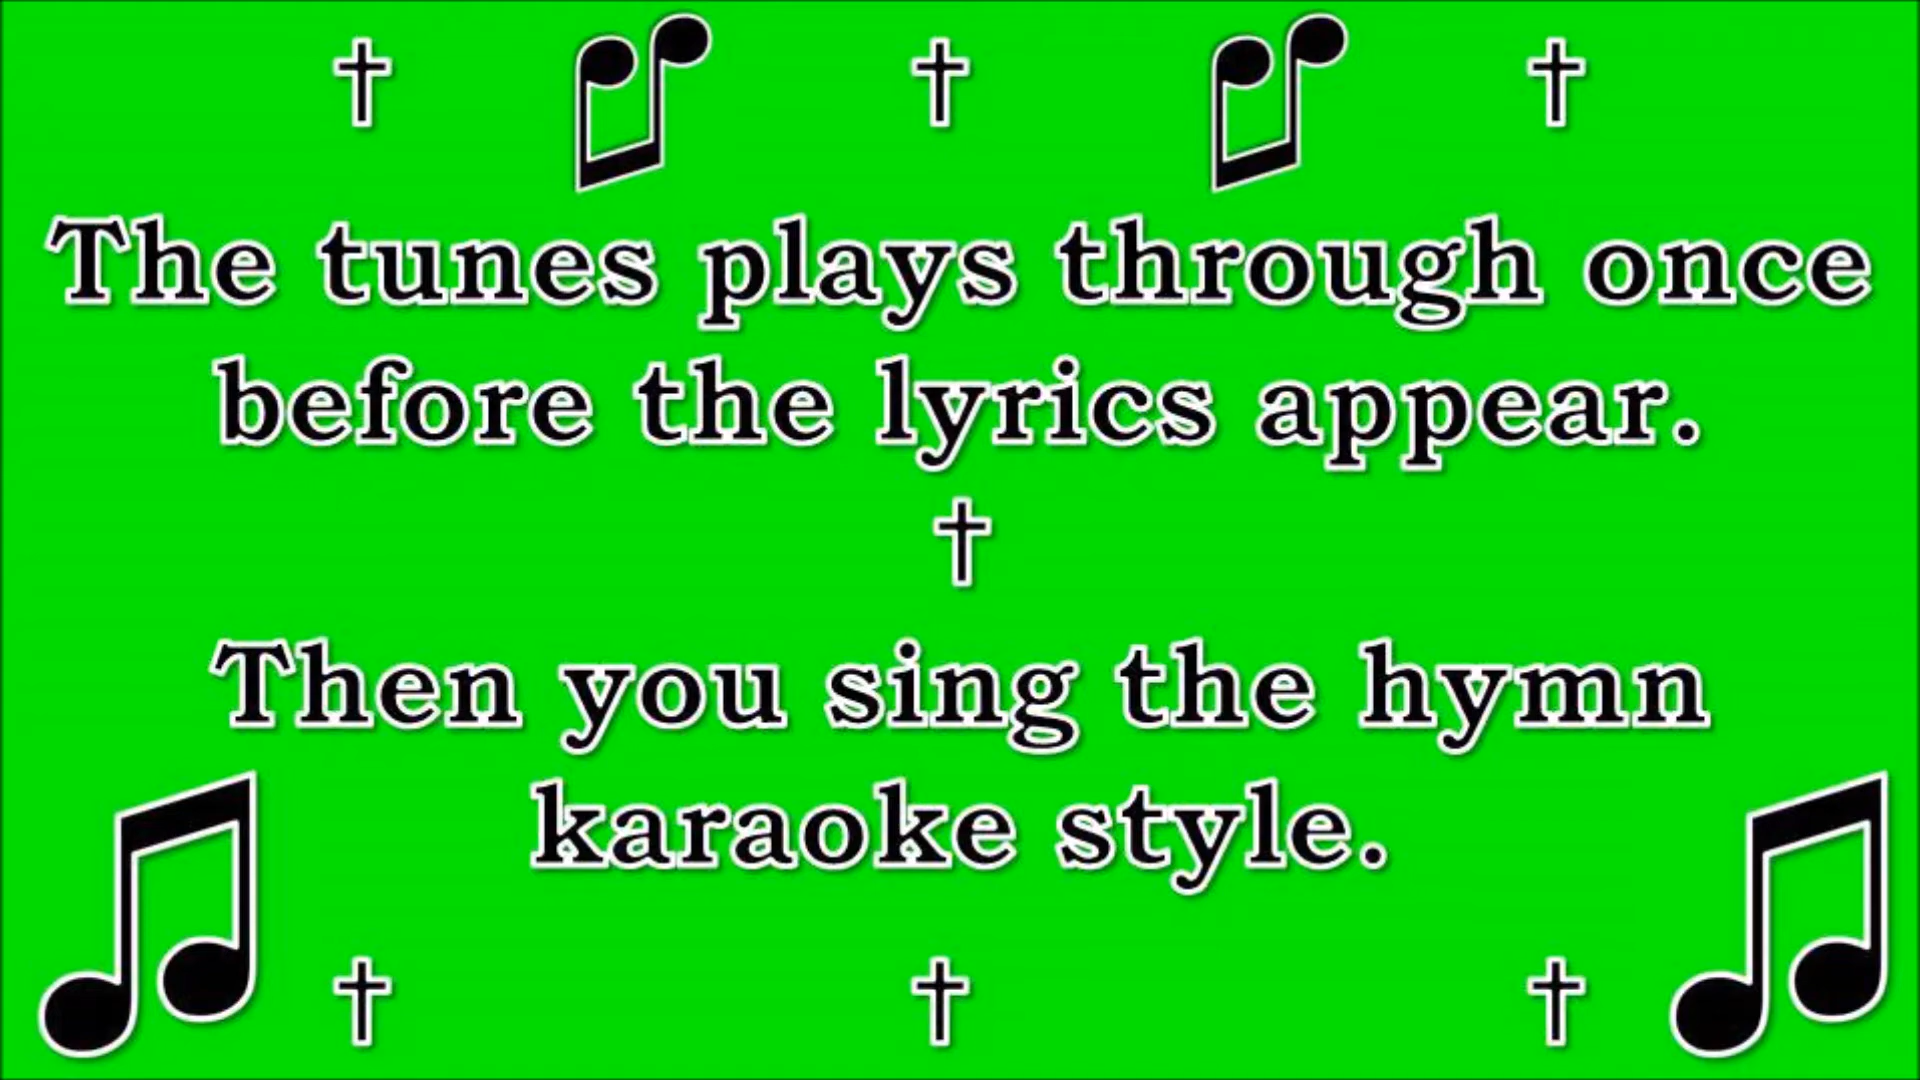 The tunes plays through once
before the lyrics appear.
Then you sing the hymn
karaoke style.